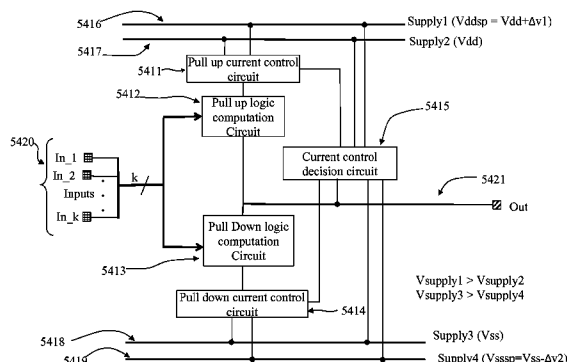 5416
Supply1 (Vddsp = Vdd+Δv1)
5417
Supply2 (Vdd)
5411
Pull up current control
circuit
5412
Pull up logic
computation
Circuit
5415
5420
In_1
In_2
Inputs
In_k
k
Current control
decision circuit
5421
Out
Pull Down logic
computation
Circuit
5413
Vsupply1 > Vsupply2
Vsupply3 > Vsupply4
Pull down current control
circuit
5414
5418
Supply3 (Vss)
5419
Supply4 (Vsssp=Vss-Δv2)